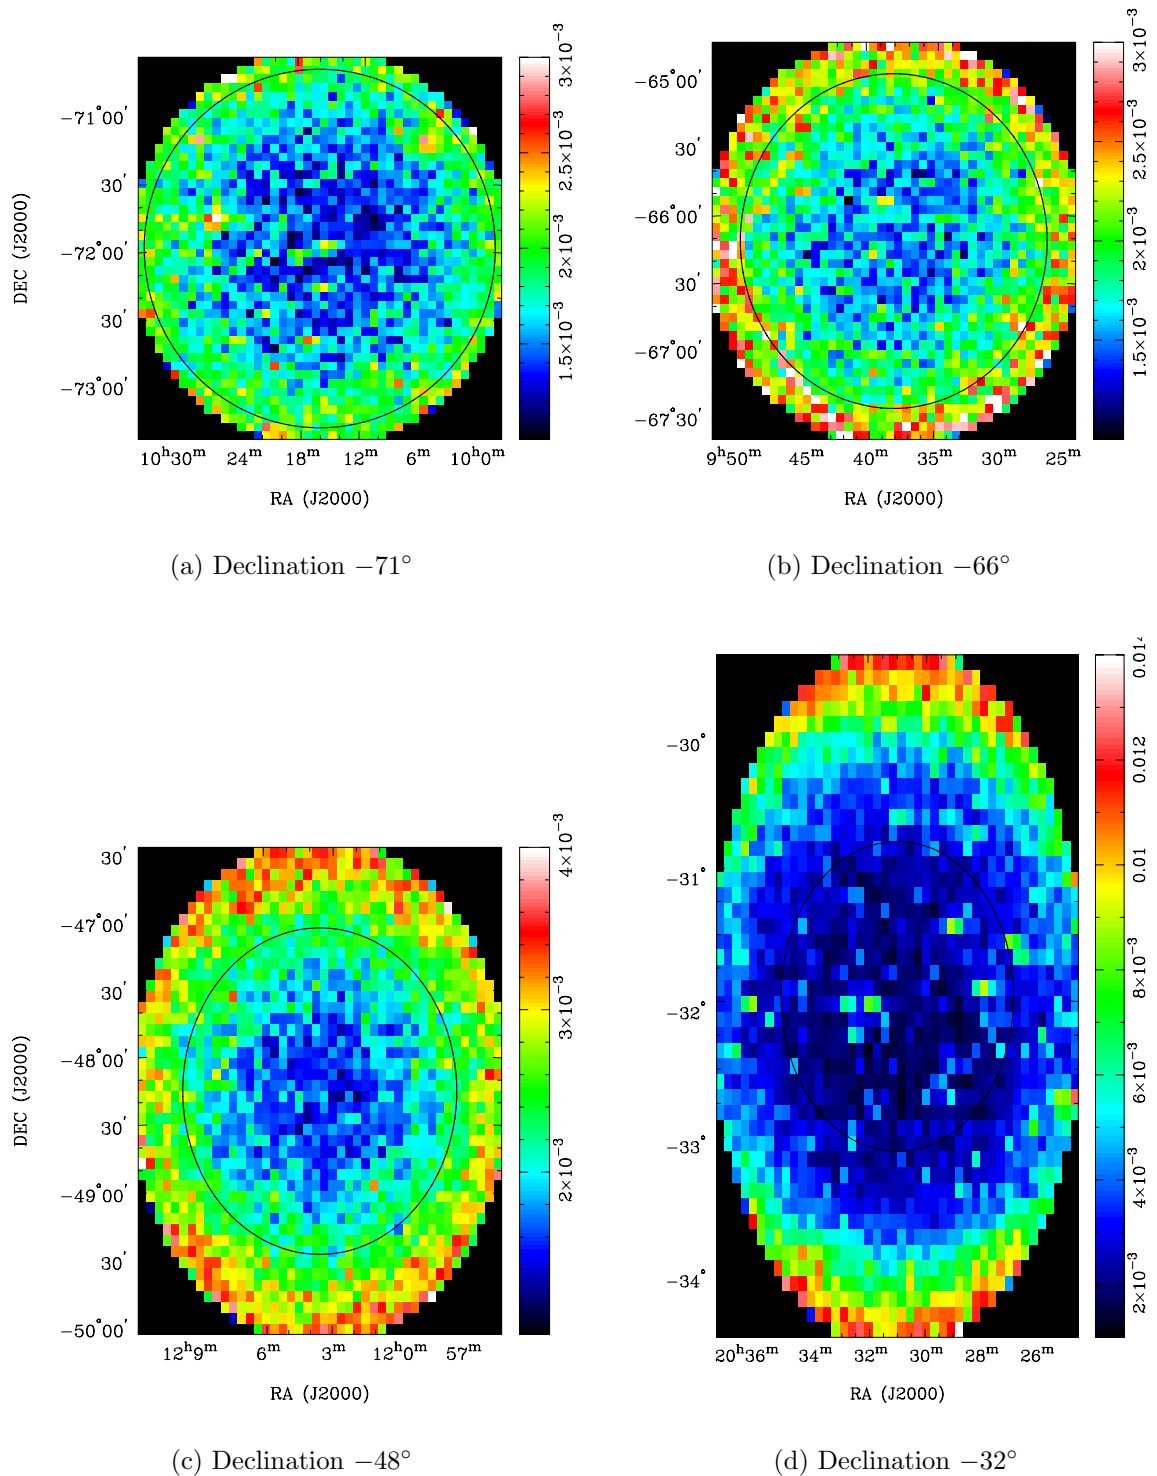 DEC (J2000)
−71°00′
30′
−72°00′
30′
−73°00′
10ʰ30ᵐ 24ᵐ 18ᵐ 12ᵐ 6ᵐ 10ʰ0ᵐ
RA (J2000)
1.5×10⁻³ 2×10⁻³ 2.5×10⁻³ 3×10⁻³
(a) Declination −71°
−65°00′
30′
−66°00′
30′
−67°00′
−67°30′
9ʰ50ᵐ 45ᵐ 40ᵐ 35ᵐ 30ᵐ 25ᵐ
RA (J2000)
1.5×10⁻³ 2×10⁻³ 2.5×10⁻³ 3×10⁻³
(b) Declination −66°
DEC (J2000)
30′
−47°00′
30′
−48°00′
30′
−49°00′
30′
−50°00′
12ʰ9ᵐ 6ᵐ 3ᵐ 12ʰ0ᵐ 57ᵐ
RA (J2000)
2×10⁻³ 3×10⁻³ 4×10⁻³
(c) Declination −48°
−30°
−31°
−32°
−33°
−34°
20ʰ36ᵐ 34ᵐ 32ᵐ 30ᵐ 28ᵐ 26ᵐ
RA (J2000)
2×10⁻³ 4×10⁻³ 6×10⁻³ 8×10⁻³ 0.01 0.012 0.014
(d) Declination −32°